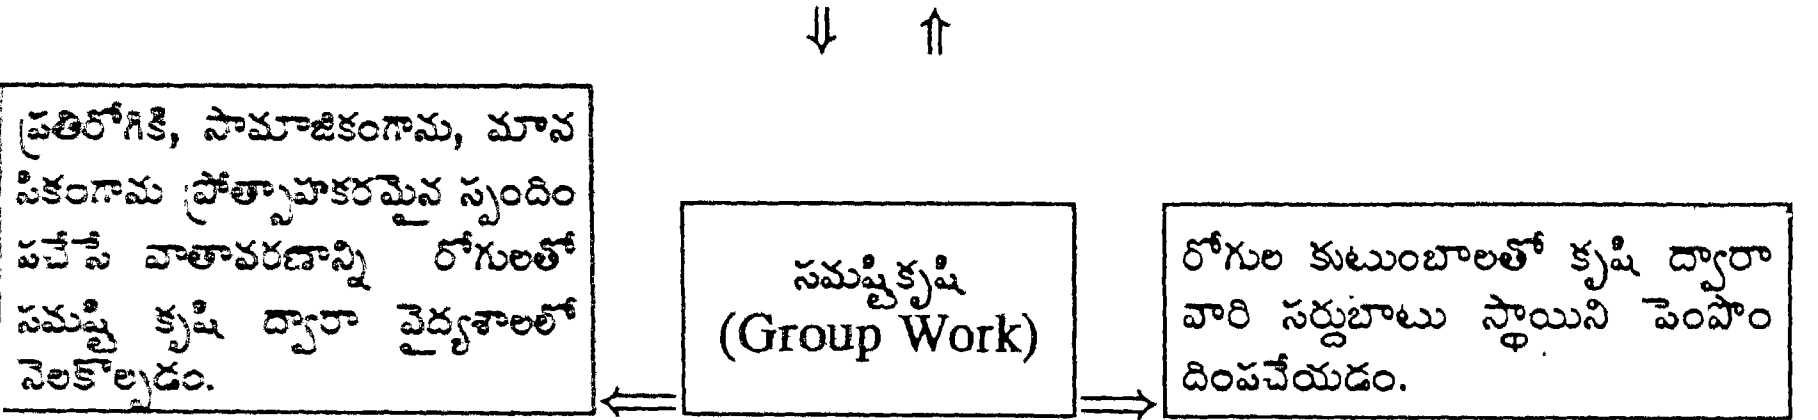 ప్రతిరోగికి, సామాజికంగాను, మాన
సికంగాను ప్రోత్సాహకరమైన స్పందిం
పచేసే వాతావరణాన్ని రోగులతో
సమష్టి కృషి ద్వారా వైద్యశాలలో
నెలకొల్పడం.
సమష్టికృషి
(Group Work)
రోగుల కుటుంబాలతో కృషి ద్వారా
వారి సర్దుబాటు స్థాయిని పెంపొం
దింపచేయడం.